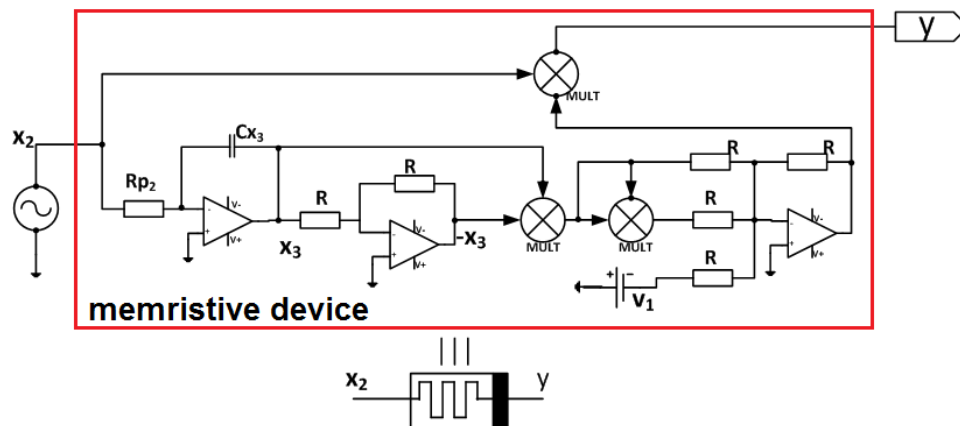 y
MULT
x₂
Cx₃
R
R
Rp₂
R
R
R
V-
V+
x₃
V-
V+
-x₃
MULT
MULT
V-
V+
R
+ −
v₁
memristive device
x₂
y